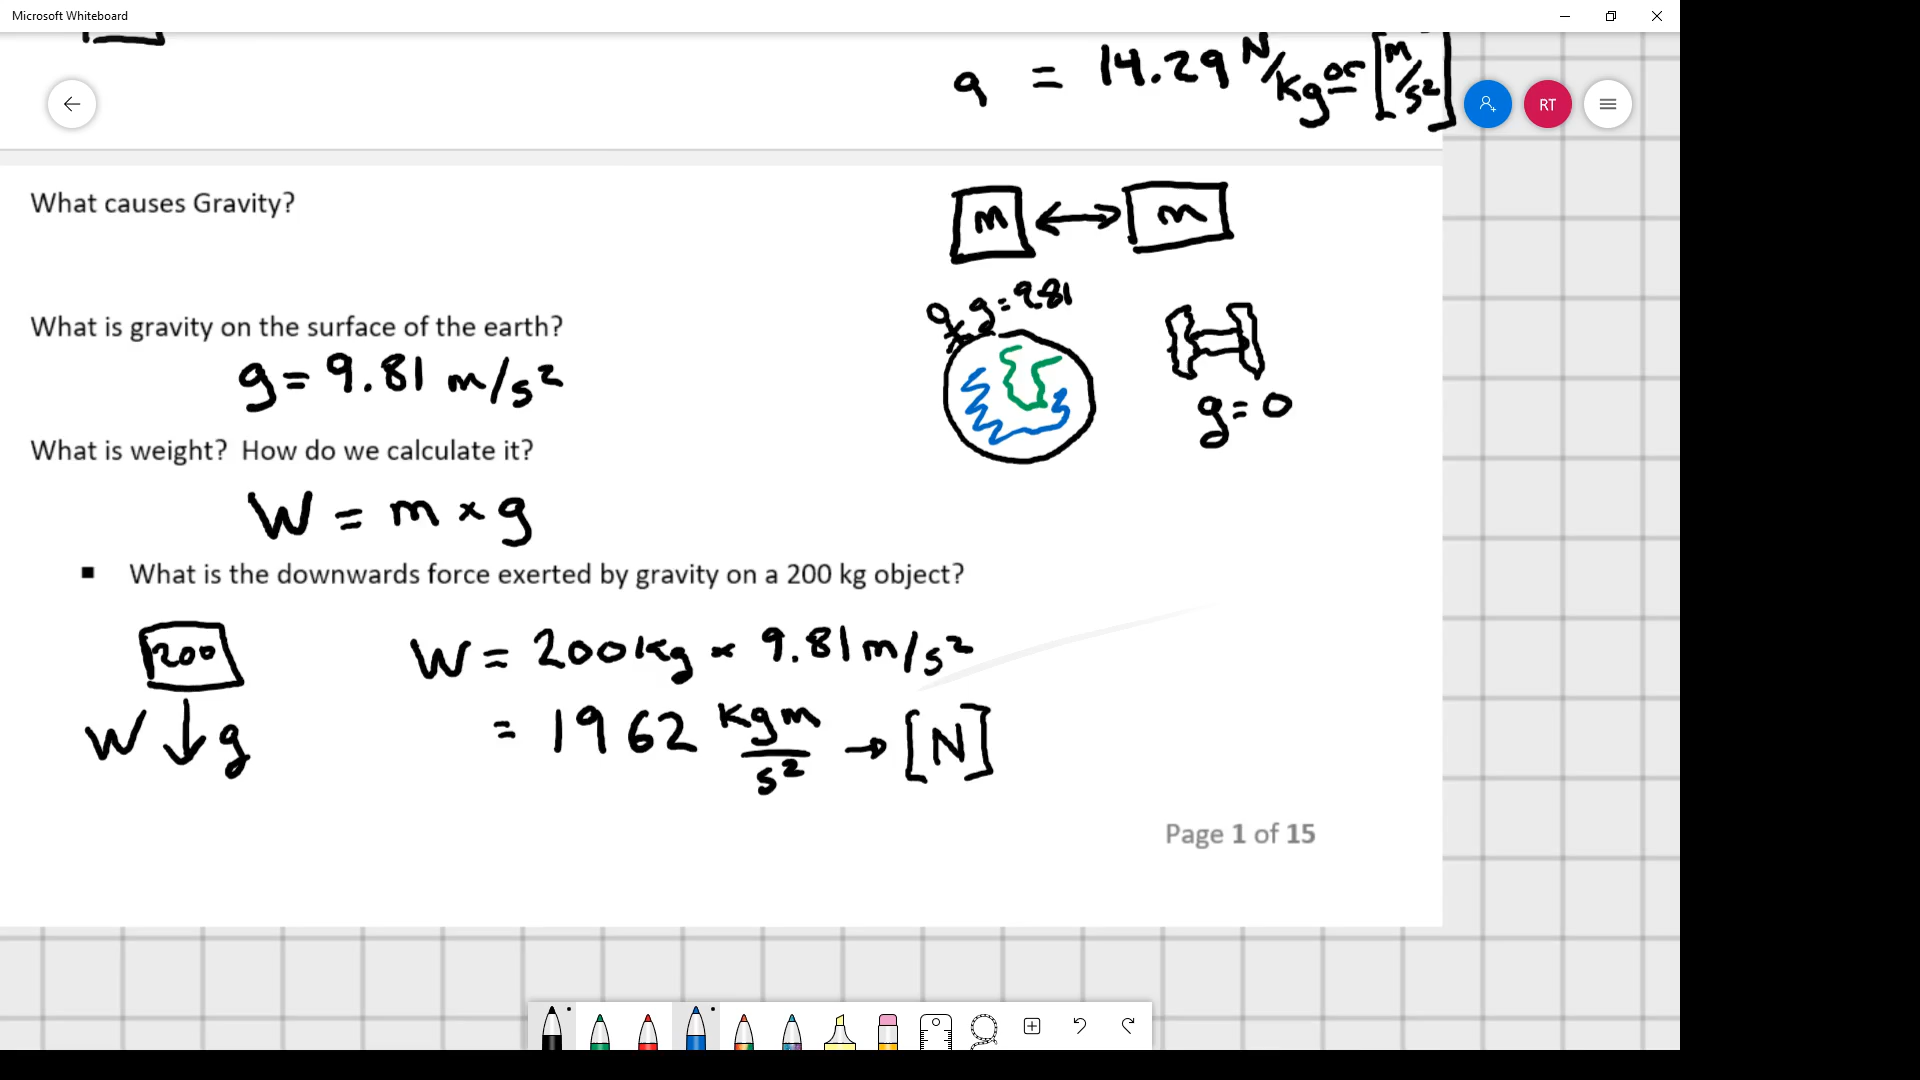 Microsoft Whiteboard
a = 14.29 N/kg or [m/s²]
RT
What causes Gravity?
m ↔ m
g = 9.81
What is gravity on the surface of the earth?
g = 9.81 m/s²
g = 0
What is weight? How do we calculate it?
W = m × g
▪ What is the downwards force exerted by gravity on a 200 kg object?
200
W = 200kg × 9.81 m/s²
W ↓ g
= 1962 kgm/s² → [N]
Page 1 of 15